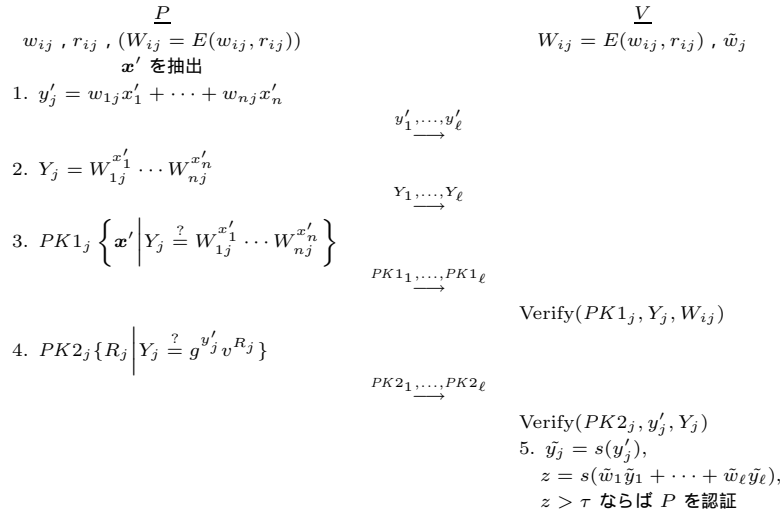 P V
w_{ij} , r_{ij} , (W_{ij} = E(w_{ij}, r_{ij})) W_{ij} = E(w_{ij}, r_{ij}) , \tilde{w}_j
x′ を抽出
1. y′_j = w_{1j}x′_1 + ⋯ + w_{nj}x′_n
y′_1,...,y′_ℓ
⟶
2. Y_j = W_{1j}^{x′_1} ⋯ W_{nj}^{x′_n}
Y_1,...,Y_ℓ
⟶
3. PK1_j { x′ | Y_j \stackrel{?}{=} W_{1j}^{x′_1} ⋯ W_{nj}^{x′_n} }
PK1_1,...,PK1_ℓ
⟶
Verify(PK1_j, Y_j, W_{ij})
4. PK2_j{R_j | Y_j \stackrel{?}{=} g^{y′_j} v^{R_j}}
PK2_1,...,PK2_ℓ
⟶
Verify(PK2_j, y′_j, Y_j)
5. \tilde{y_j} = s(y′_j),
z = s(\tilde{w}_1\tilde{y}_1 + ⋯ + \tilde{w}_ℓ\tilde{y_ℓ}),
z > τ ならば P を認証